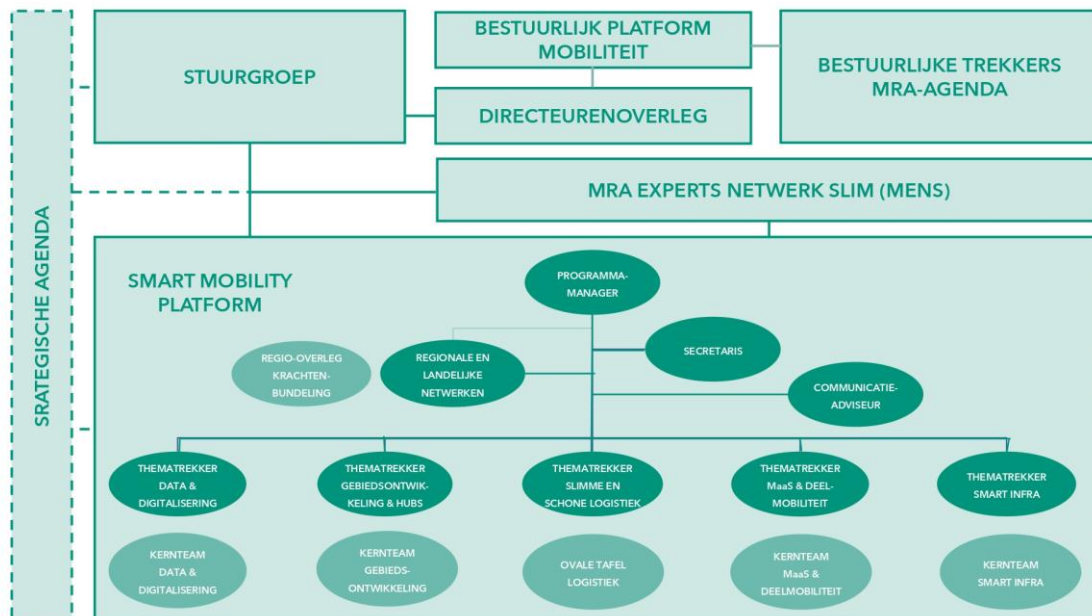 SRATEGISCHE AGENDA
STUURGROEP
BESTUURLIJK PLATFORM
MOBILITEIT
DIRECTEURENOVERLEG
BESTUURLIJKE TREKKERS
MRA-AGENDA
MRA EXPERTS NETWERK SLIM (MENS)
SMART MOBILITY
PLATFORM
PROGRAMMA-
MANAGER
REGIO-OVERLEG
KRACHTEN-
BUNDELING
REGIONALE EN
LANDELIJKE
NETWERKEN
SECRETARIS
COMMUNICATIE-
ADVISEUR
THEMATREKKER
DATA &
DIGITALISERING
THEMATREKKER
GEBIEDSONTWIK-
KELING & HUBS
THEMATREKKER
SLIMME EN
SCHONE LOGISTIEK
THEMATREKKER
MaaS & DEEL-
MOBILITEIT
THEMATREKKER
SMART INFRA
KERNTEAM
DATA &
DIGITALISERING
KERNTEAM
GEBIEDS-
ONTWIKKELING
OVALE TAFEL
LOGISTIEK
KERNTEAM
MaaS &
DEELMOBILITEIT
KERNTEAM
SMART INFRA